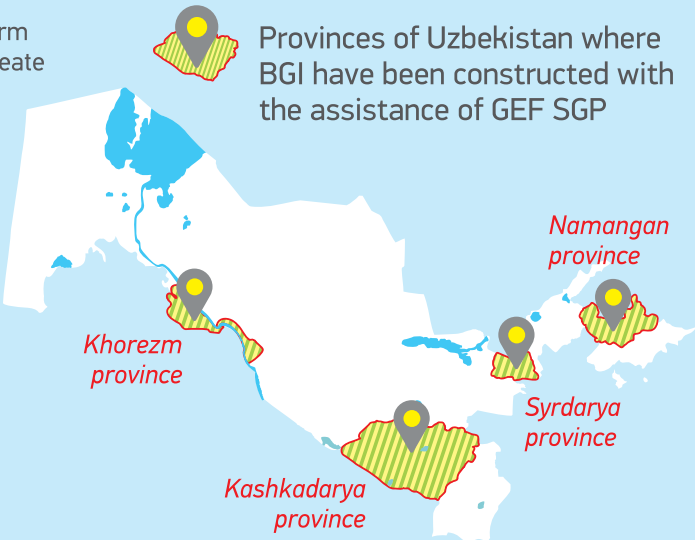 Provinces of Uzbekistan where
BGI have been constructed with
the assistance of GEF SGP
Namangan
province
Khorezm
province
Syrdarya
province
Kashkadarya
province